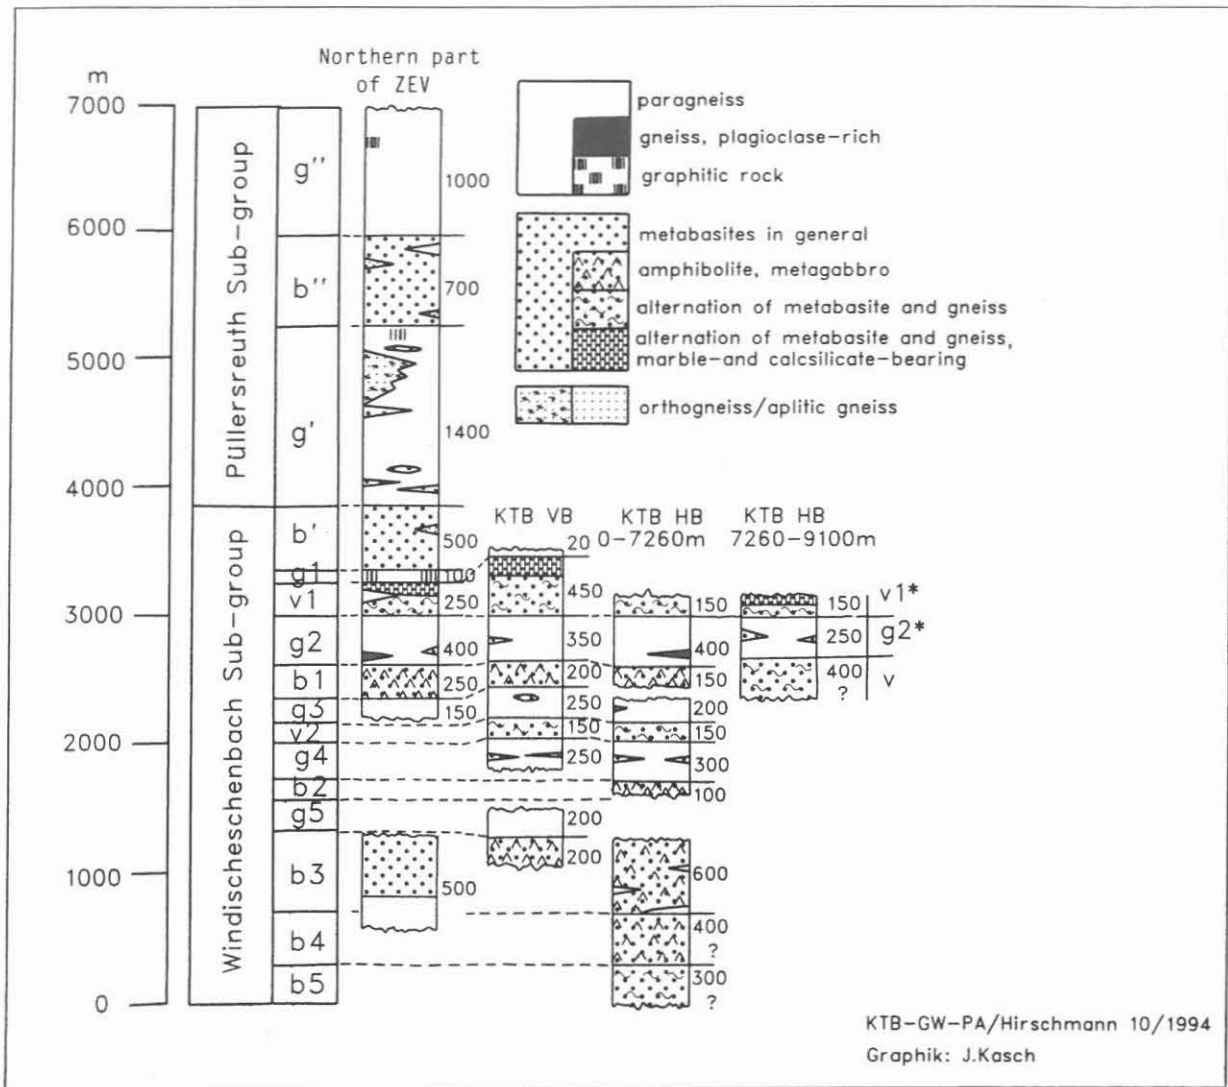 Northern part
of ZEV
m
7000
6000
5000
4000
3000
2000
1000
0
Pullersreuth Sub-group
Windischeschenbach Sub-group
g''
b''
g'
b'
g1
v1
g2
b1
g3
v2
g4
b2
g5
b3
b4
b5
1000
700
1400
500
100
250
400
250
150
500
KTB VB
20
450
350
200
250
150
250
200
200
KTB HB
0-7260m
150
400
150
200
150
300
100
600
400
?
300
?
KTB HB
7260-9100m
150
250
400
?
v1*
g2*
v
paragneiss
gneiss, plagioclase-rich
graphitic rock
metabasites in general
amphibolite, metagabbro
alternation of metabasite and gneiss
alternation of metabasite and gneiss,
marble-and calcsilicate-bearing
orthogneiss/aplitic gneiss
KTB-GW-PA/Hirschmann 10/1994
Graphik: J.Kasch